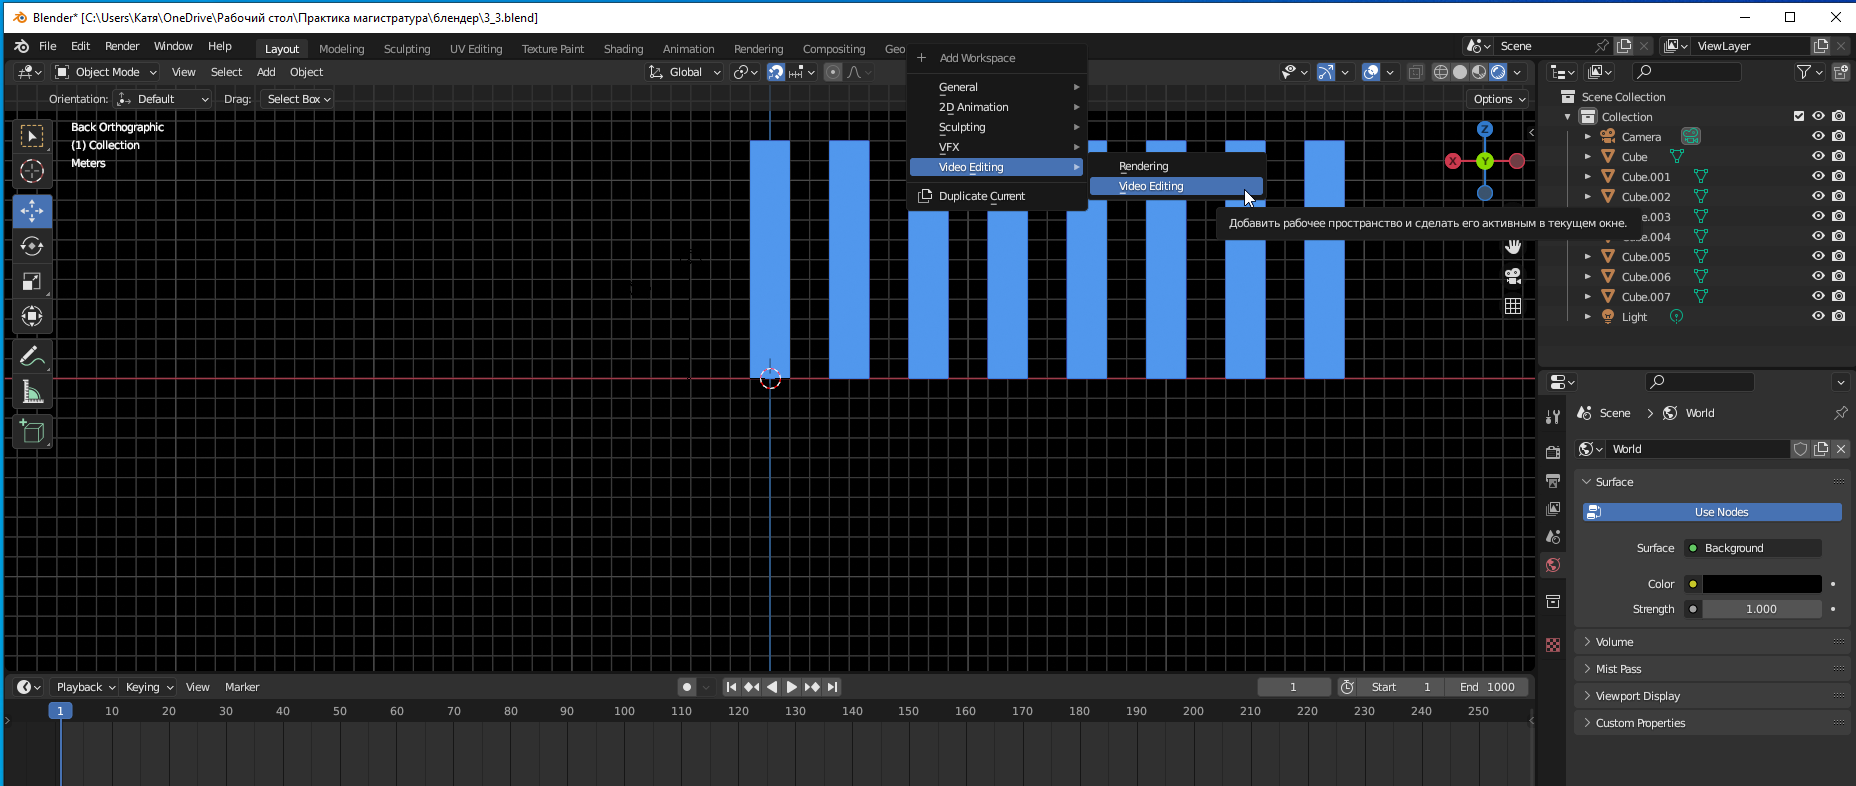 Blender* [C:\Users\Катя\OneDrive\Рабочий стол\Практика магистратура\блендер\3_3.blend]
File Edit Render Window Help Layout Modeling Sculpting UV Editing Texture Paint Shading Animation Rendering Compositing Geo Scene ViewLayer
Object Mode View Select Add Object Global
Orientation: Default Drag: Select Box Options
Back Orthographic
(1) Collection
Meters
Add Workspace
General
2D Animation
Sculpting
VFX
Video Editing
Duplicate Current
Rendering
Video Editing
Добавить рабочее пространство и сделать его активным в текущем окне.
Z
X
Y
Scene Collection
Collection
Camera
Cube
Cube.001
Cube.002
e.003
.004
Cube.005
Cube.006
Cube.007
Light
Scene World
World
Surface
Use Nodes
Surface Background
Color
Strength 1.000
Volume
Mist Pass
Viewport Display
Custom Properties
Playback Keying View Marker 1 Start 1 End 1000
1 10 20 30 40 50 60 70 80 90 100 110 120 130 140 150 160 170 180 190 200 210 220 230 240 250